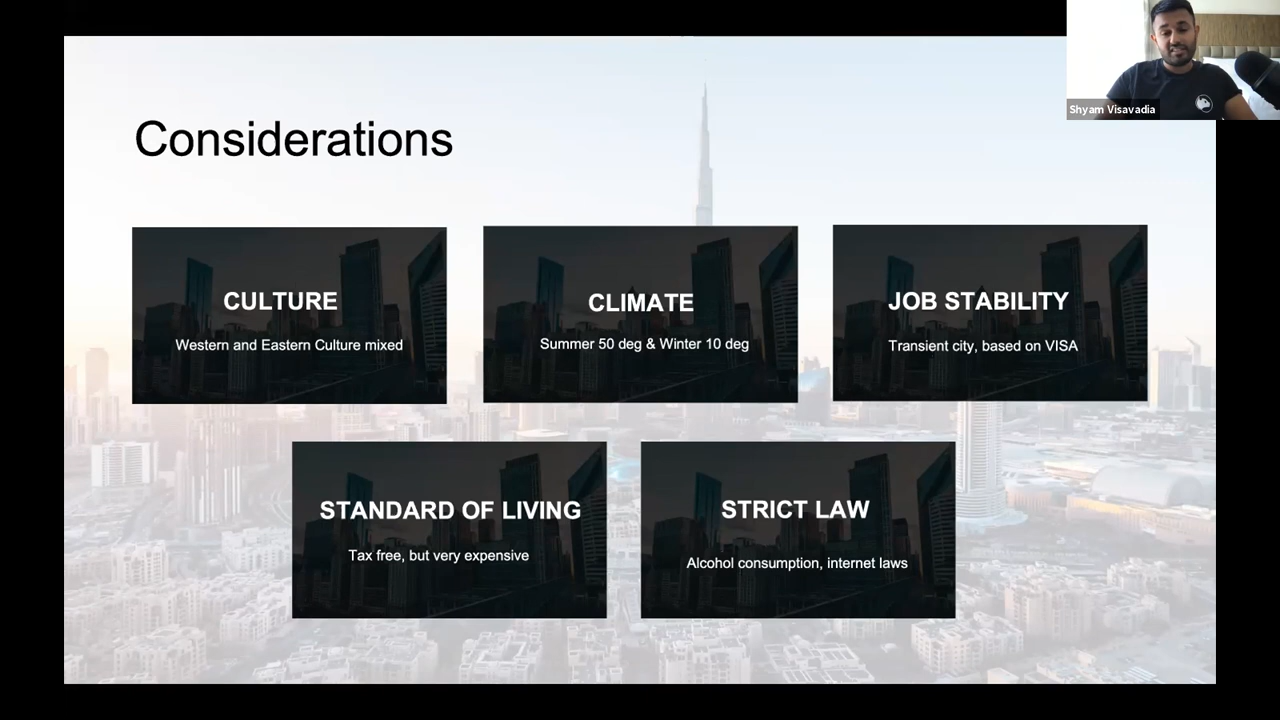 Shyam Visavadia
Considerations
CULTURE
Western and Eastern Culture mixed
CLIMATE
Summer 50 deg & Winter 10 deg
JOB STABILITY
Transient city, based on VISA
STANDARD OF LIVING
Tax free, but very expensive
STRICT LAW
Alcohol consumption, internet laws